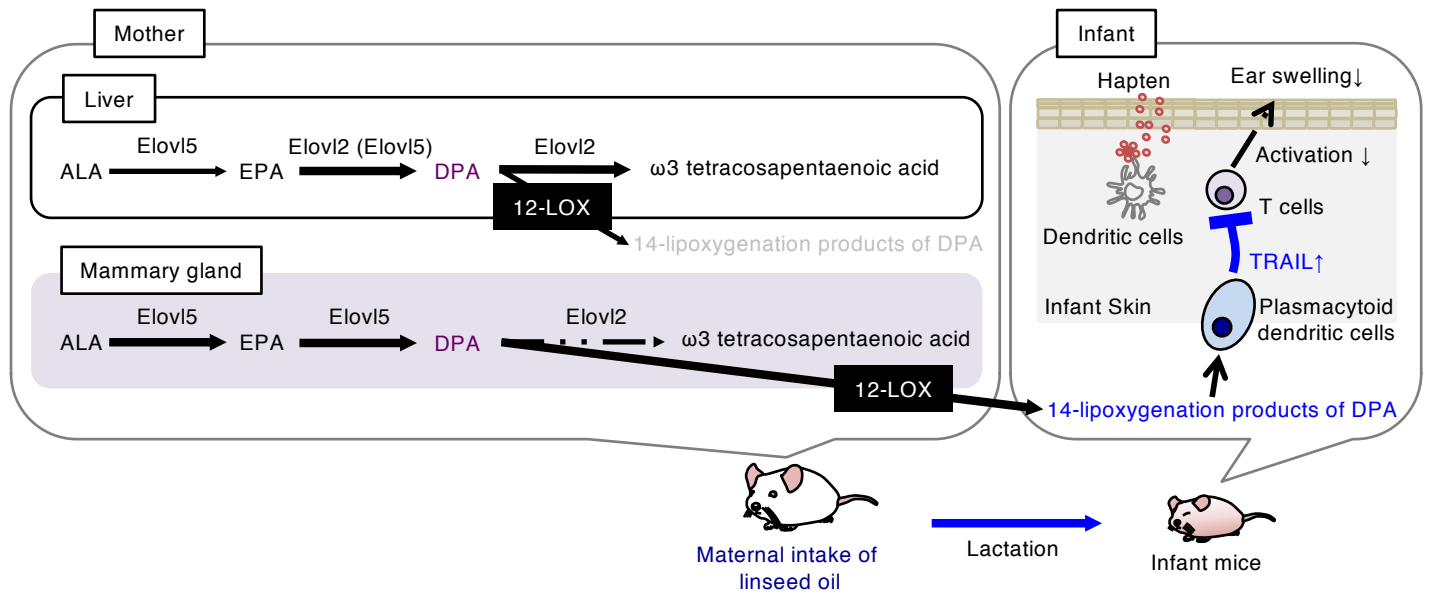 Mother
Liver
ALA
Elovl5
EPA
Elovl2 (Elovl5)
DPA
Elovl2
ω3 tetracosapentaenoic acid
12-LOX
14-lipoxygenation products of DPA
Mammary gland
ALA
Elovl5
EPA
Elovl5
DPA
Elovl2
ω3 tetracosapentaenoic acid
12-LOX
Infant
Hapten
Ear swelling↓
Activation ↓
T cells
Dendritic cells
TRAIL↑
Infant Skin
Plasmacytoid
dendritic cells
14-lipoxygenation products of DPA
Maternal intake of
linseed oil
Lactation
Infant mice